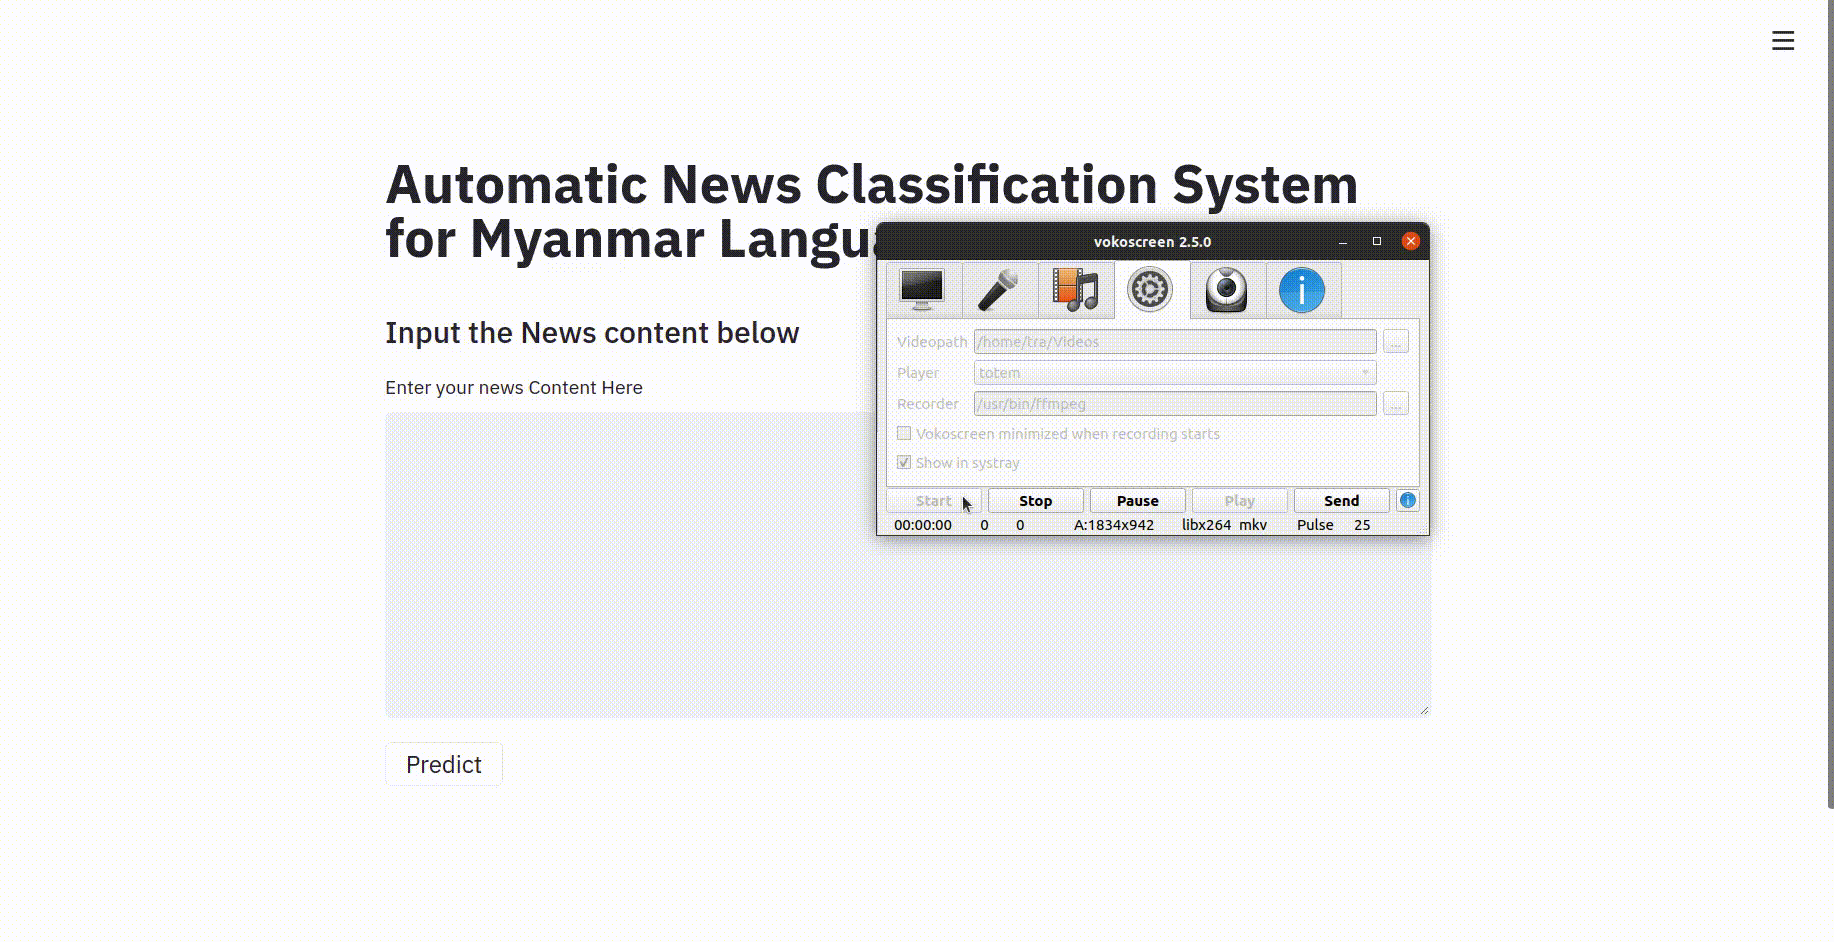 Automatic News Classification System
for Myanmar Langua
Input the News content below
Enter your news Content Here
Predict
vokoscreen 2.5.0
Videopath /home/tra/Videos ...
Player totem
Recorder /usr/bin/ffmpeg ...
Vokoscreen minimized when recording starts
Show in systray
Start Stop Pause Play Send
00:00:00 0 0 A:1834x942 libx264 mkv Pulse 25